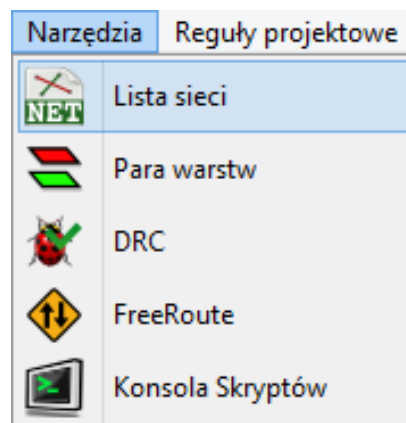 Narzędzia Reguły projektowe
NET Lista sieci
Para warstw
DRC
FreeRoute
Konsola Skryptów